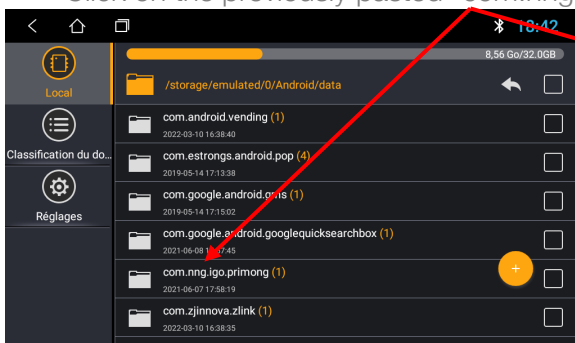 Click on the previously pasted
18:42
8,56 Go/32.0GB
Local
/storage/emulated/0/Android/data
com.android.vending (1)
2022-03-10 16:38:40
Classification du do...
com.estrongs.android.pop (4)
2019-05-14 17:13:38
com.google.android.gms (1)
2019-05-14 17:15:02
Réglages
com.google.android.googlequicksearchbox (1)
2021-06-08
com.nng.igo.primong (1)
2021-06-07 17:58:19
com.zjinnova.zlink (1)
2022-03-10 16:38:35